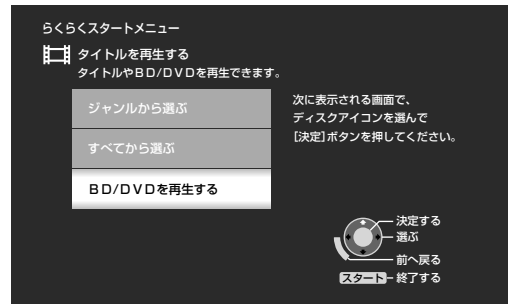 らくらくスタートメニュー
タイトルを再生する
タイトルやBD/DVDを再生できます。
ジャンルから選ぶ
すべてから選ぶ
BD/DVDを再生する
次に表示される画面で、
ディスクアイコンを選んで
[決定]ボタンを押してください。
決定する
選ぶ
前へ戻る
スタート 終了する